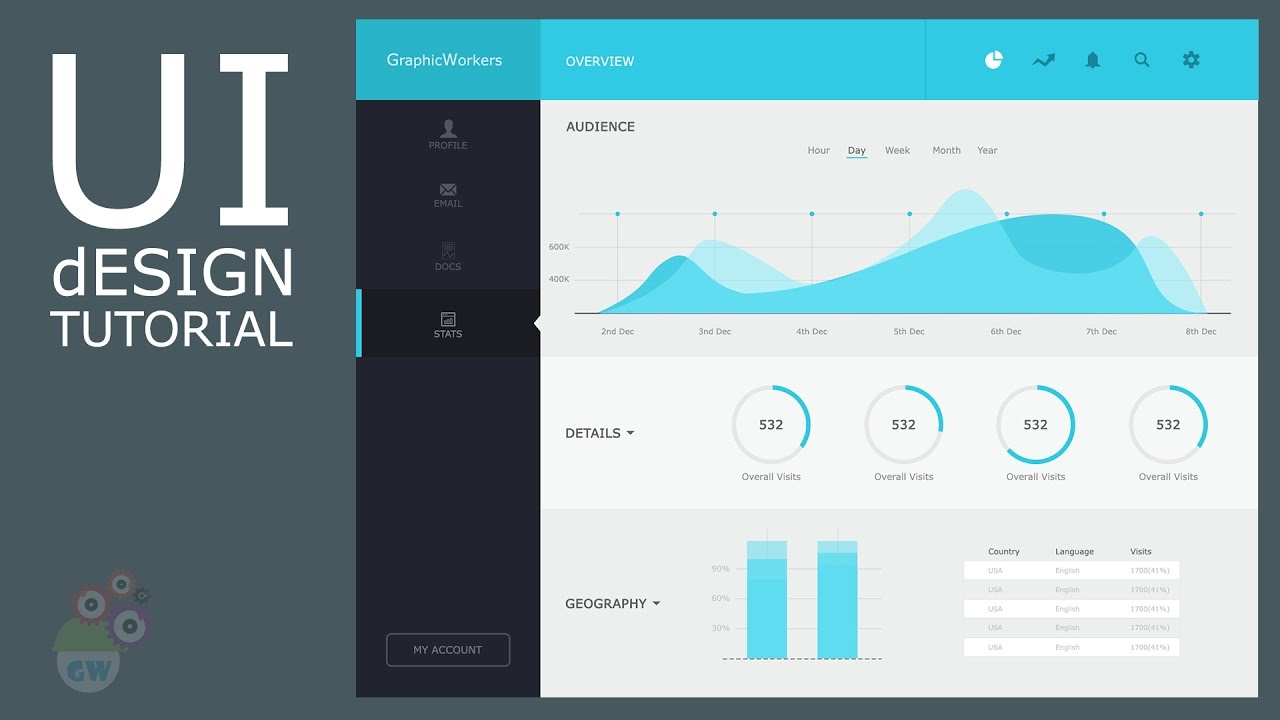 UI
dESIGN
TUTORIAL
GW
GraphicWorkers
OVERVIEW
PROFILE
EMAIL
DOCS
STATS
MY ACCOUNT
AUDIENCE
Hour Day Week Month Year
600K
400K
2nd Dec 3rd Dec 4th Dec 5th Dec 6th Dec 7th Dec 8th Dec
DETAILS
532 532 532 532
Overall Visits Overall Visits Overall Visits Overall Visits
GEOGRAPHY
90%
60%
30%
Country Language Visits
USA English 1700(41%)
USA English 1700(41%)
USA English 1700(41%)
USA English 1700(41%)
USA English 1700(41%)